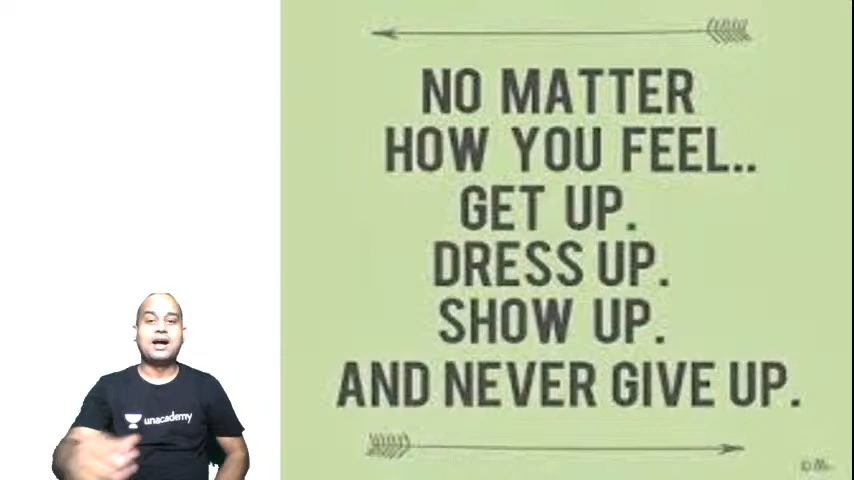 NO MATTER
HOW YOU FEEL..
GET UP.
DRESS UP.
SHOW UP.
AND NEVER GIVE UP.
unacademy